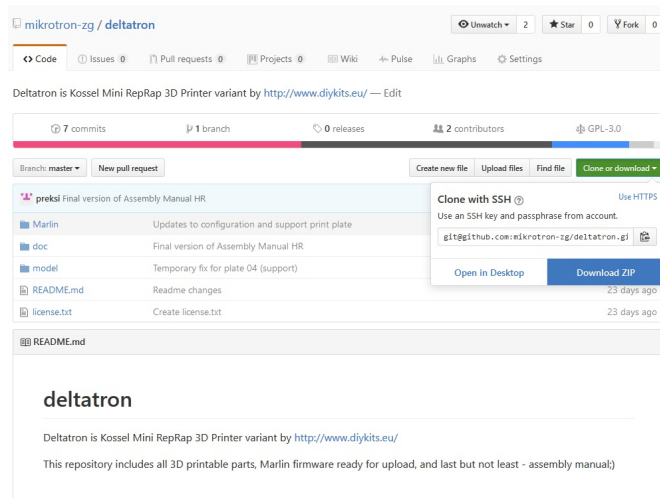 mikrotron-zg / deltatron
Unwatch 2 Star 0 Fork 0
Code Issues 0 Pull requests 0 Projects 0 Wiki Pulse Graphs Settings
Deltatron is Kossel Mini RepRap 3D Printer variant by http://www.diykits.eu/ — Edit
7 commits 1 branch 0 releases 2 contributors GPL-3.0
Branch: master New pull request Create new file Upload files Find file Clone or download
preksi Final version of Assembly Manual HR
Clone with SSH Use HTTPS
Use an SSH key and passphrase from account.
git@github.com:mikrotron-zg/deltatron.gi
Open in Desktop Download ZIP
Marlin Updates to configuration and support print plate
doc Final version of Assembly Manual HR
model Temporary fix for plate 04 (support)
README.md Readme changes 23 days ago
license.txt Create license.txt 23 days ago
README.md
deltatron
Deltatron is Kossel Mini RepRap 3D Printer variant by http://www.diykits.eu/
This repository includes all 3D printable parts, Marlin firmware ready for upload, and last but not least - assembly manual;)